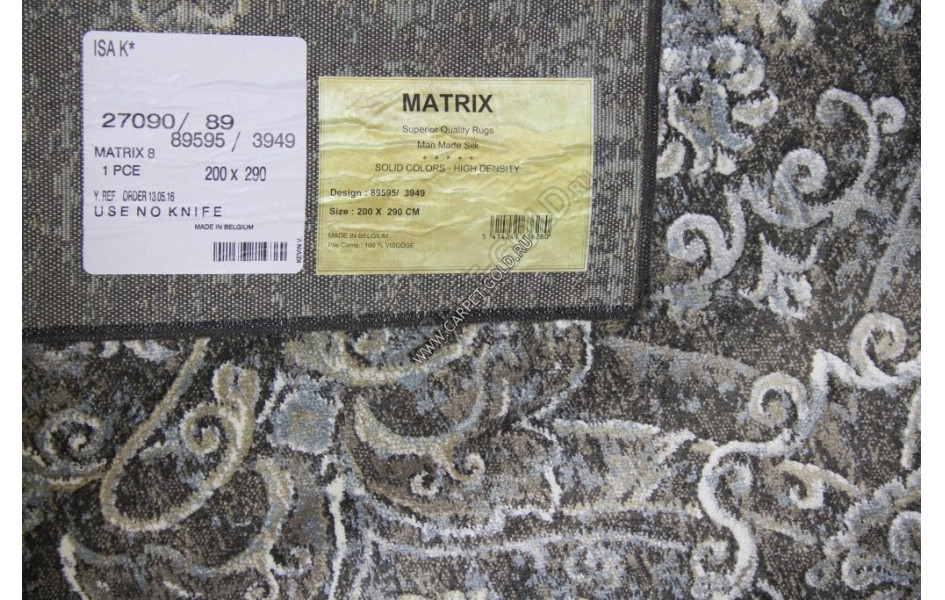 ISA K*
27090/ 89
89595 / 3949
MATRIX 8
1 PCE 200 X 290
Y. REF ORDER 13.05.16
USE NO KNIFE
MADE IN BELGIUM
KEVIN.V
MATRIX
Superior Quality Rugs
Man Made Silk
* * * * *
SOLID COLORS - HIGH DENSITY
Design : 89595/ 3949
Size : 200 X 290 CM
MADE IN BELGIUM
Pile Comp.: 100 % VISCOSE
WWW.CARPETGOLD.RU